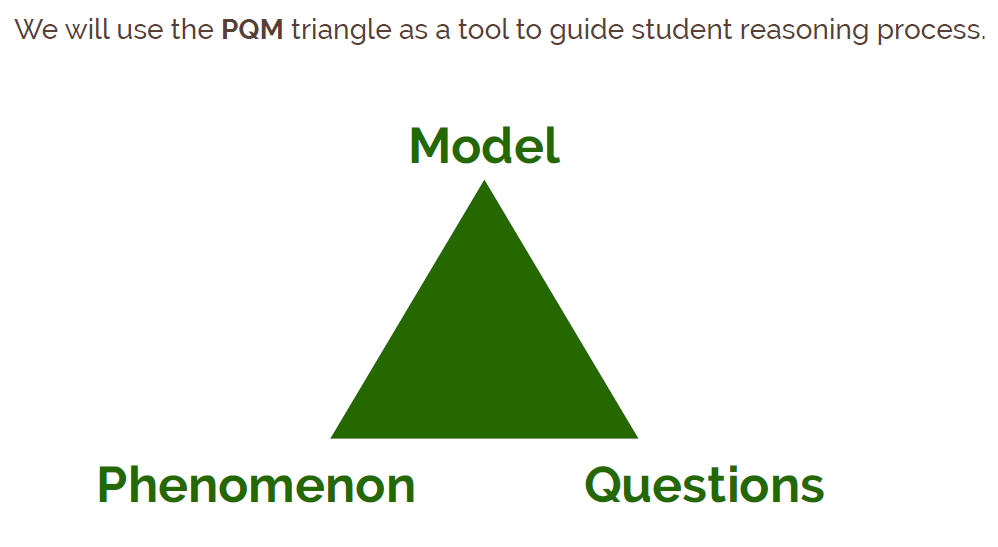 We will use the PQM triangle as a tool to guide student reasoning process.
Model
Phenomenon Questions